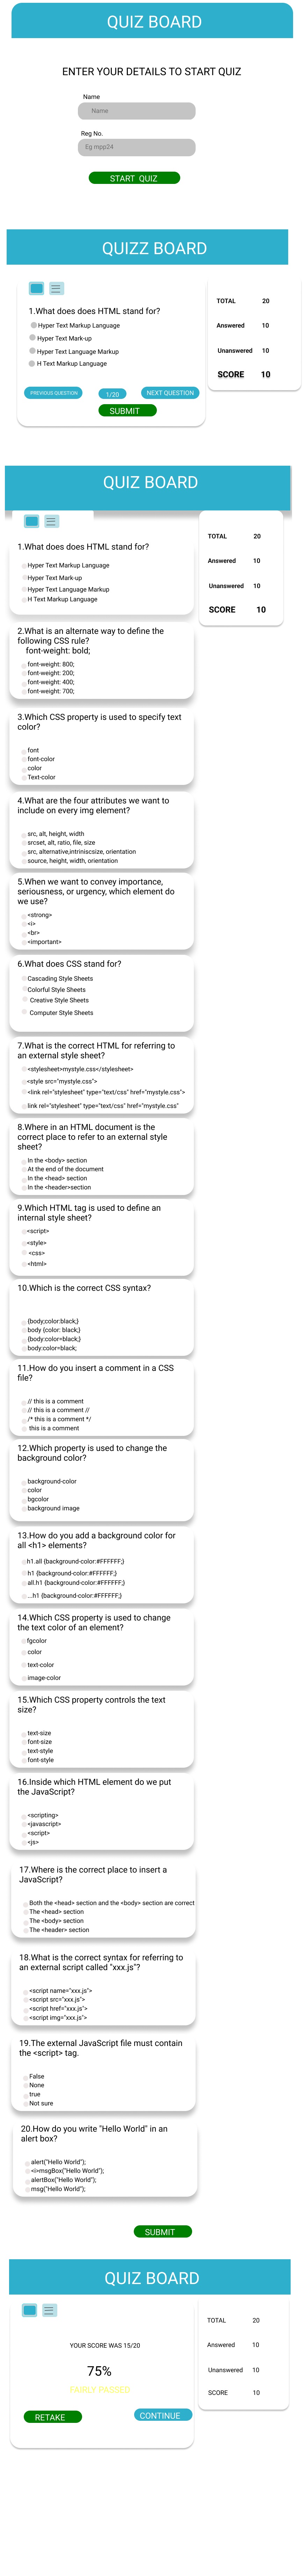 QUIZ BOARD
ENTER YOUR DETAILS TO START QUIZ
Name
Name
Reg No.
Eg mpp24
START QUIZ
QUIZZ BOARD
1.What does does HTML stand for?
Hyper Text Markup Language
Hyper Text Mark-up
Hyper Text Language Markup
H Text Markup Language
PREVIOUS QUESTION
1/20
NEXT QUESTION
SUBMIT
TOTAL 20
Answered 10
Unanswered 10
SCORE 10
QUIZ BOARD
1.What does does HTML stand for?
Hyper Text Markup Language
Hyper Text Mark-up
Hyper Text Language Markup
H Text Markup Language
TOTAL 20
Answered 10
Unanswered 10
SCORE 10
2.What is an alternate way to define the
following CSS rule?
font-weight: bold;
font-weight: 800;
font-weight: 200;
font-weight: 400;
font-weight: 700;
3.Which CSS property is used to specify text
color?
font
font-color
color
Text-color
4.What are the four attributes we want to
include on every img element?
src, alt, height, width
srcset, alt, ratio, file, size
src, alternative,intriniscsize, orientation
source, height, width, orientation
5.When we want to convey importance,
seriousness, or urgency, which element do
we use?
<strong>
<i>
<br>
<important>
6.What does CSS stand for?
Cascading Style Sheets
Colorful Style Sheets
Creative Style Sheets
Computer Style Sheets
7.What is the correct HTML for referring to
an external style sheet?
<stylesheet>mystyle.css</stylesheet>
<style src="mystyle.css">
<link rel="stylesheet" type="text/css" href="mystyle.css">
link rel="stylesheet" type="text/css" href="mystyle.css"
8.Where in an HTML document is the
correct place to refer to an external style
sheet?
In the <body> section
At the end of the document
In the <head> section
In the <header>section
9.Which HTML tag is used to define an
internal style sheet?
<script>
<style>
<css>
<html>
10.Which is the correct CSS syntax?
{body;color:black;}
body {color: black;}
{body:color=black;}
body:color=black;
11.How do you insert a comment in a CSS
file?
// this is a comment
// this is a comment //
/* this is a comment */
this is a comment
12.Which property is used to change the
background color?
background-color
color
bgcolor
background image
13.How do you add a background color for
all <h1> elements?
h1.all {background-color:#FFFFFF;}
h1 {background-color:#FFFFFF;}
all.h1 {background-color:#FFFFFF;}
...h1 {background-color:#FFFFFF;}
14.Which CSS property is used to change
the text color of an element?
fgcolor
color
text-color
image-color
15.Which CSS property controls the text
size?
text-size
font-size
text-style
font-style
16.Inside which HTML element do we put
the JavaScript?
<scripting>
<javascript>
<script>
<js>
17.Where is the correct place to insert a
JavaScript?
Both the <head> section and the <body> section are correct
The <head> section
The <body> section
The <header> section
18.What is the correct syntax for referring to
an external script called "xxx.js"?
<script name="xxx.js">
<script src="xxx.js">
<script href="xxx.js">
<script img="xxx.js">
19.The external JavaScript file must contain
the <script> tag.
False
None
true
Not sure
20.How do you write "Hello World" in an
alert box?
alert("Hello World");
<i>msgBox("Hello World");
alertBox("Hello World");
msg("Hello World");
SUBMIT
QUIZ BOARD
YOUR SCORE WAS 15/20
75%
FAIRLY PASSED
RETAKE
CONTINUE
TOTAL 20
Answered 10
Unanswered 10
SCORE 10